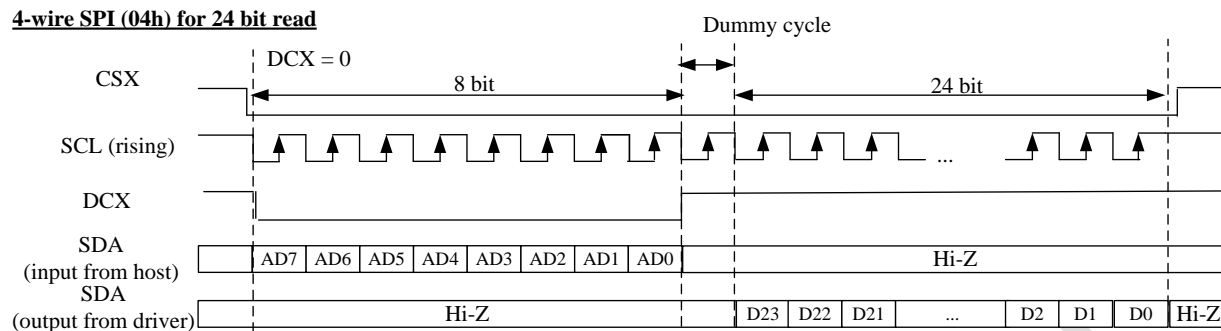 4-wire SPI (04h) for 24 bit read
Dummy cycle
DCX = 0
CSX
8 bit
24 bit
SCL (rising)
...
DCX
SDA
(input from host)
AD7 AD6 AD5 AD4 AD3 AD2 AD1 AD0 Hi-Z
SDA
(output from driver)
Hi-Z D23 D22 D21 ... D2 D1 D0 Hi-Z